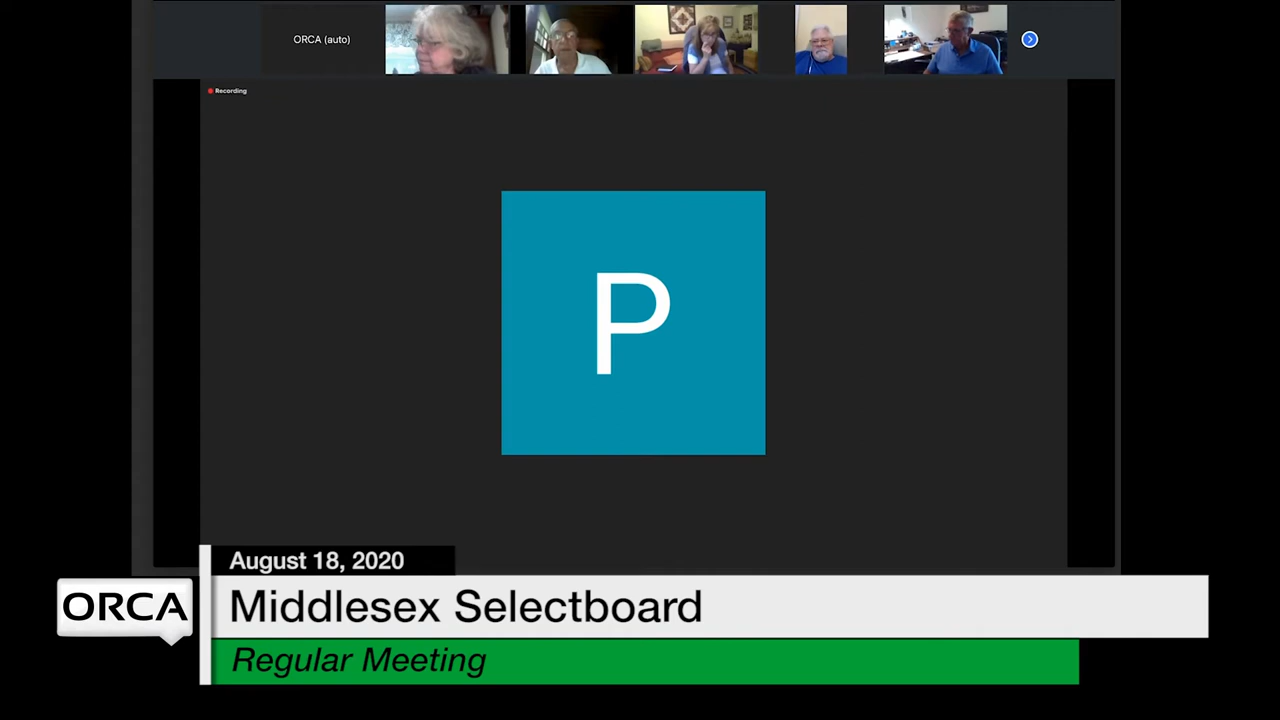 ORCA (auto)
Recording
P
August 18, 2020
ORCA
Middlesex Selectboard
Regular Meeting